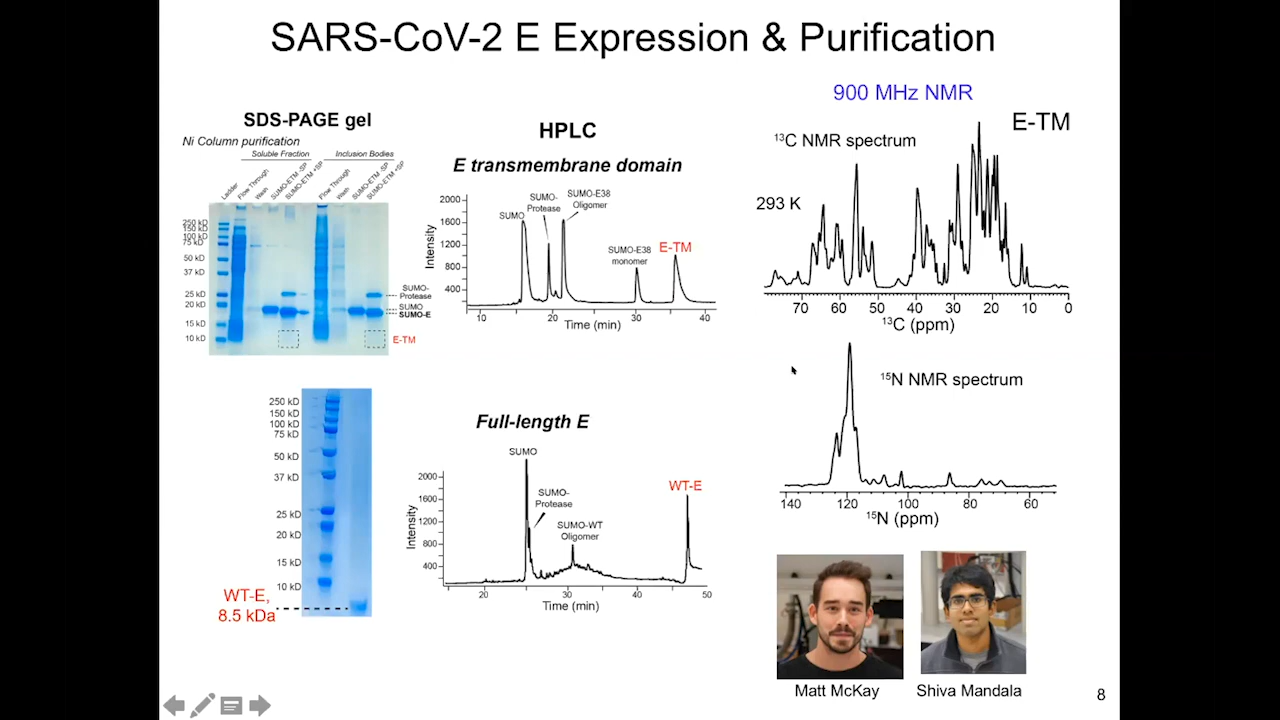 SARS-CoV-2 E Expression & Purification
SDS-PAGE gel
Ni Column purification
Soluble Fraction
Inclusion Bodies
Ladder
Flow Through
Wash
SUMO-ETM -SP
SUMO-ETM +SP
Flow Through
Wash
SUMO-ETM -SP
SUMO-ETM +SP
250 kD
150 kD
100 kD
75 kD
50 kD
37 kD
25 kD
20 kD
15 kD
10 kD
SUMO-
Protease
SUMO
SUMO-E
E-TM
250 kD
150 kD
100 kD
75 kD
50 kD
37 kD
25 kD
20 kD
15 kD
10 kD
WT-E,
8.5 kDa
HPLC
E transmembrane domain
Intensity
2000
1600
1200
800
400
SUMO
SUMO-
Protease
SUMO-E38
Oligomer
SUMO-E38
monomer
E-TM
10 20 30 40
Time (min)
Full-length E
Intensity
2000
1600
1200
800
400
SUMO
SUMO-
Protease
SUMO-WT
Oligomer
WT-E
20 30 40 50
Time (min)
900 MHz NMR
E-TM
13C NMR spectrum
293 K
70 60 50 40 30 20 10 0
13C (ppm)
15N NMR spectrum
140 120 100 80 60
15N (ppm)
Matt McKay
Shiva Mandala
8